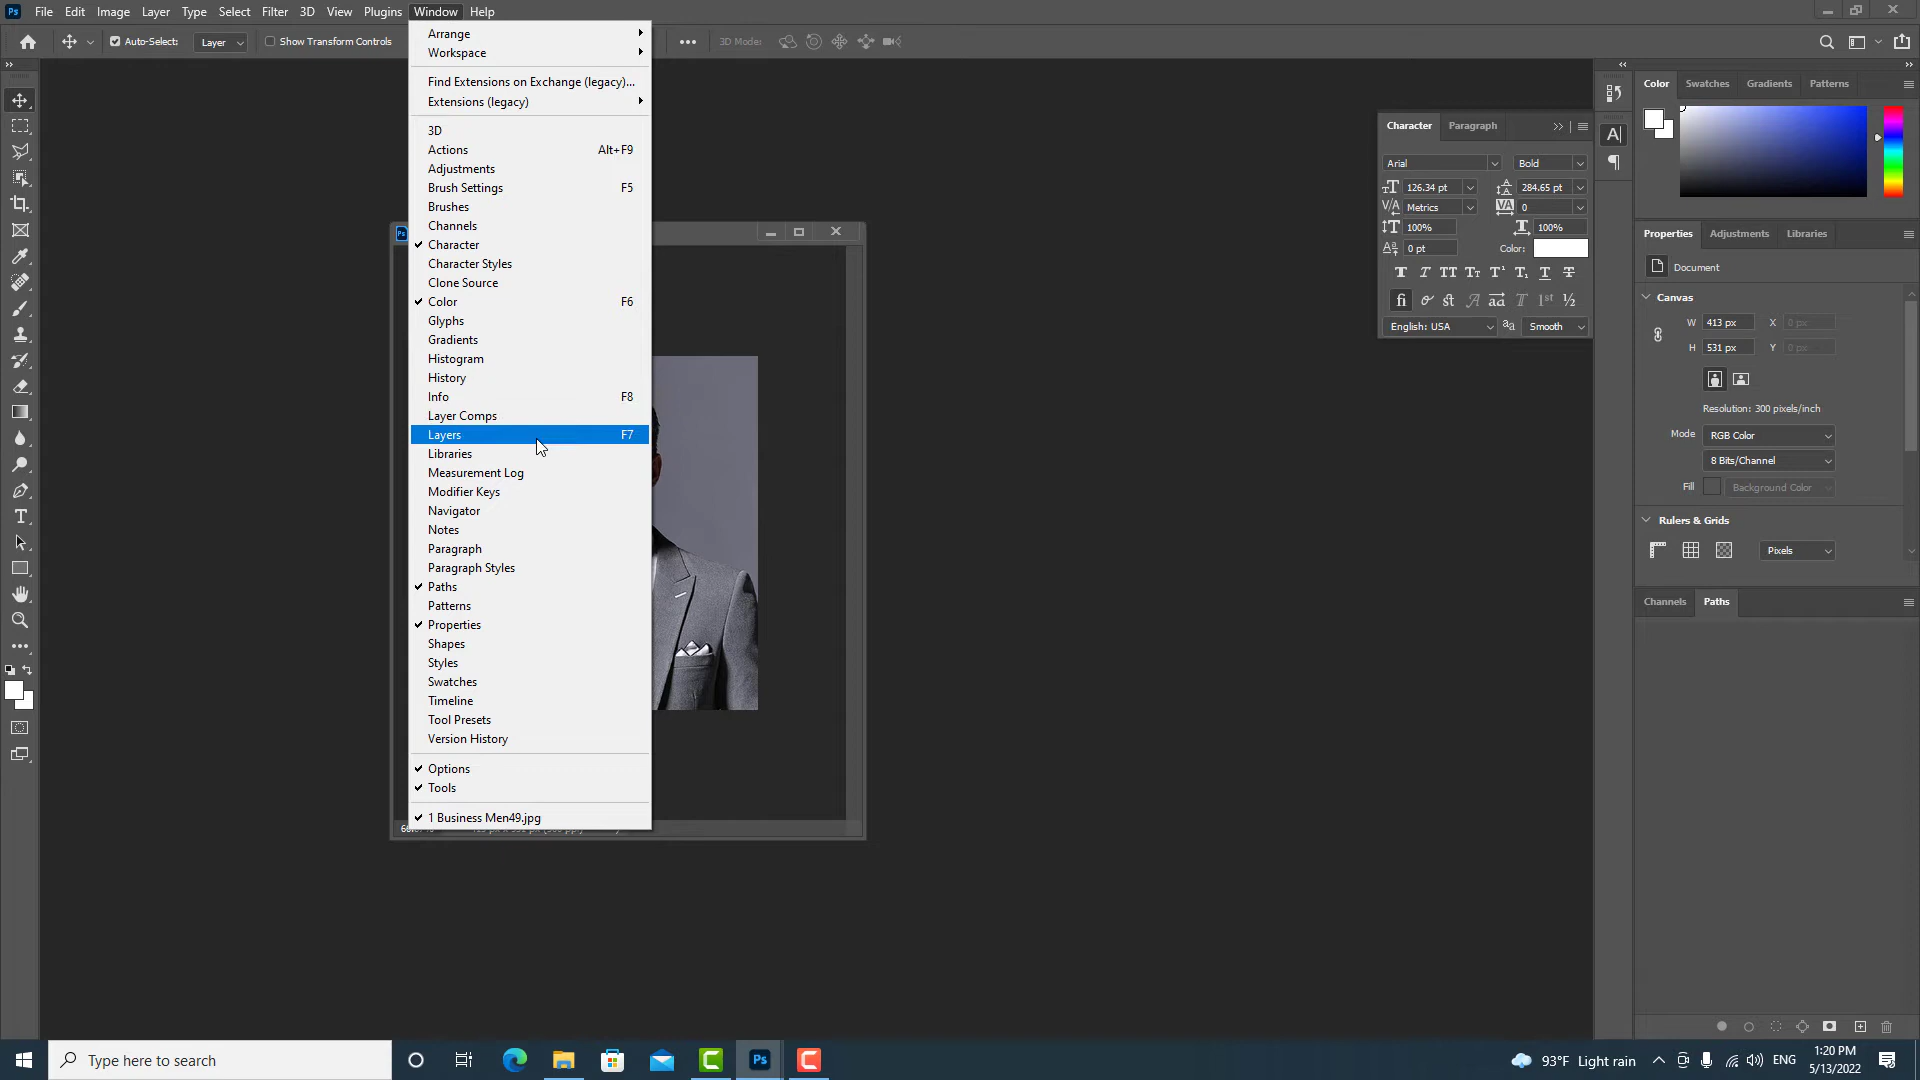 Ps File Edit Image Layer Type Select Filter 3D View Plugins Window Help
Auto-Select: Layer Show Transform Controls 3D Mode:
Arrange
Workspace
Find Extensions on Exchange (legacy)...
Extensions (legacy)
3D
Actions Alt+F9
Adjustments
Brush Settings F5
Brushes
Channels
Character
Character Styles
Clone Source
Color F6
Glyphs
Gradients
Histogram
History
Info F8
Layer Comps
Layers F7
Libraries
Measurement Log
Modifier Keys
Navigator
Notes
Paragraph
Paragraph Styles
Paths
Patterns
Properties
Shapes
Styles
Swatches
Timeline
Tool Presets
Version History
Options
Tools
1 Business Men49.jpg
Ps
Character Paragraph
Arial Bold
126.34 pt 284.65 pt
Metrics 0
100% 100%
0 pt Color:
English: USA Smooth
Color Swatches Gradients Patterns
Properties Adjustments Libraries
Document
Canvas
W 413 px X 0 px
H 531 px Y 0 px
Resolution: 300 pixels/inch
Mode RGB Color
8 Bits/Channel
Fill Background Color
Rulers & Grids
Pixels
Channels Paths
Type here to search
Ps
93°F Light rain
ENG
1:20 PM
5/13/2022